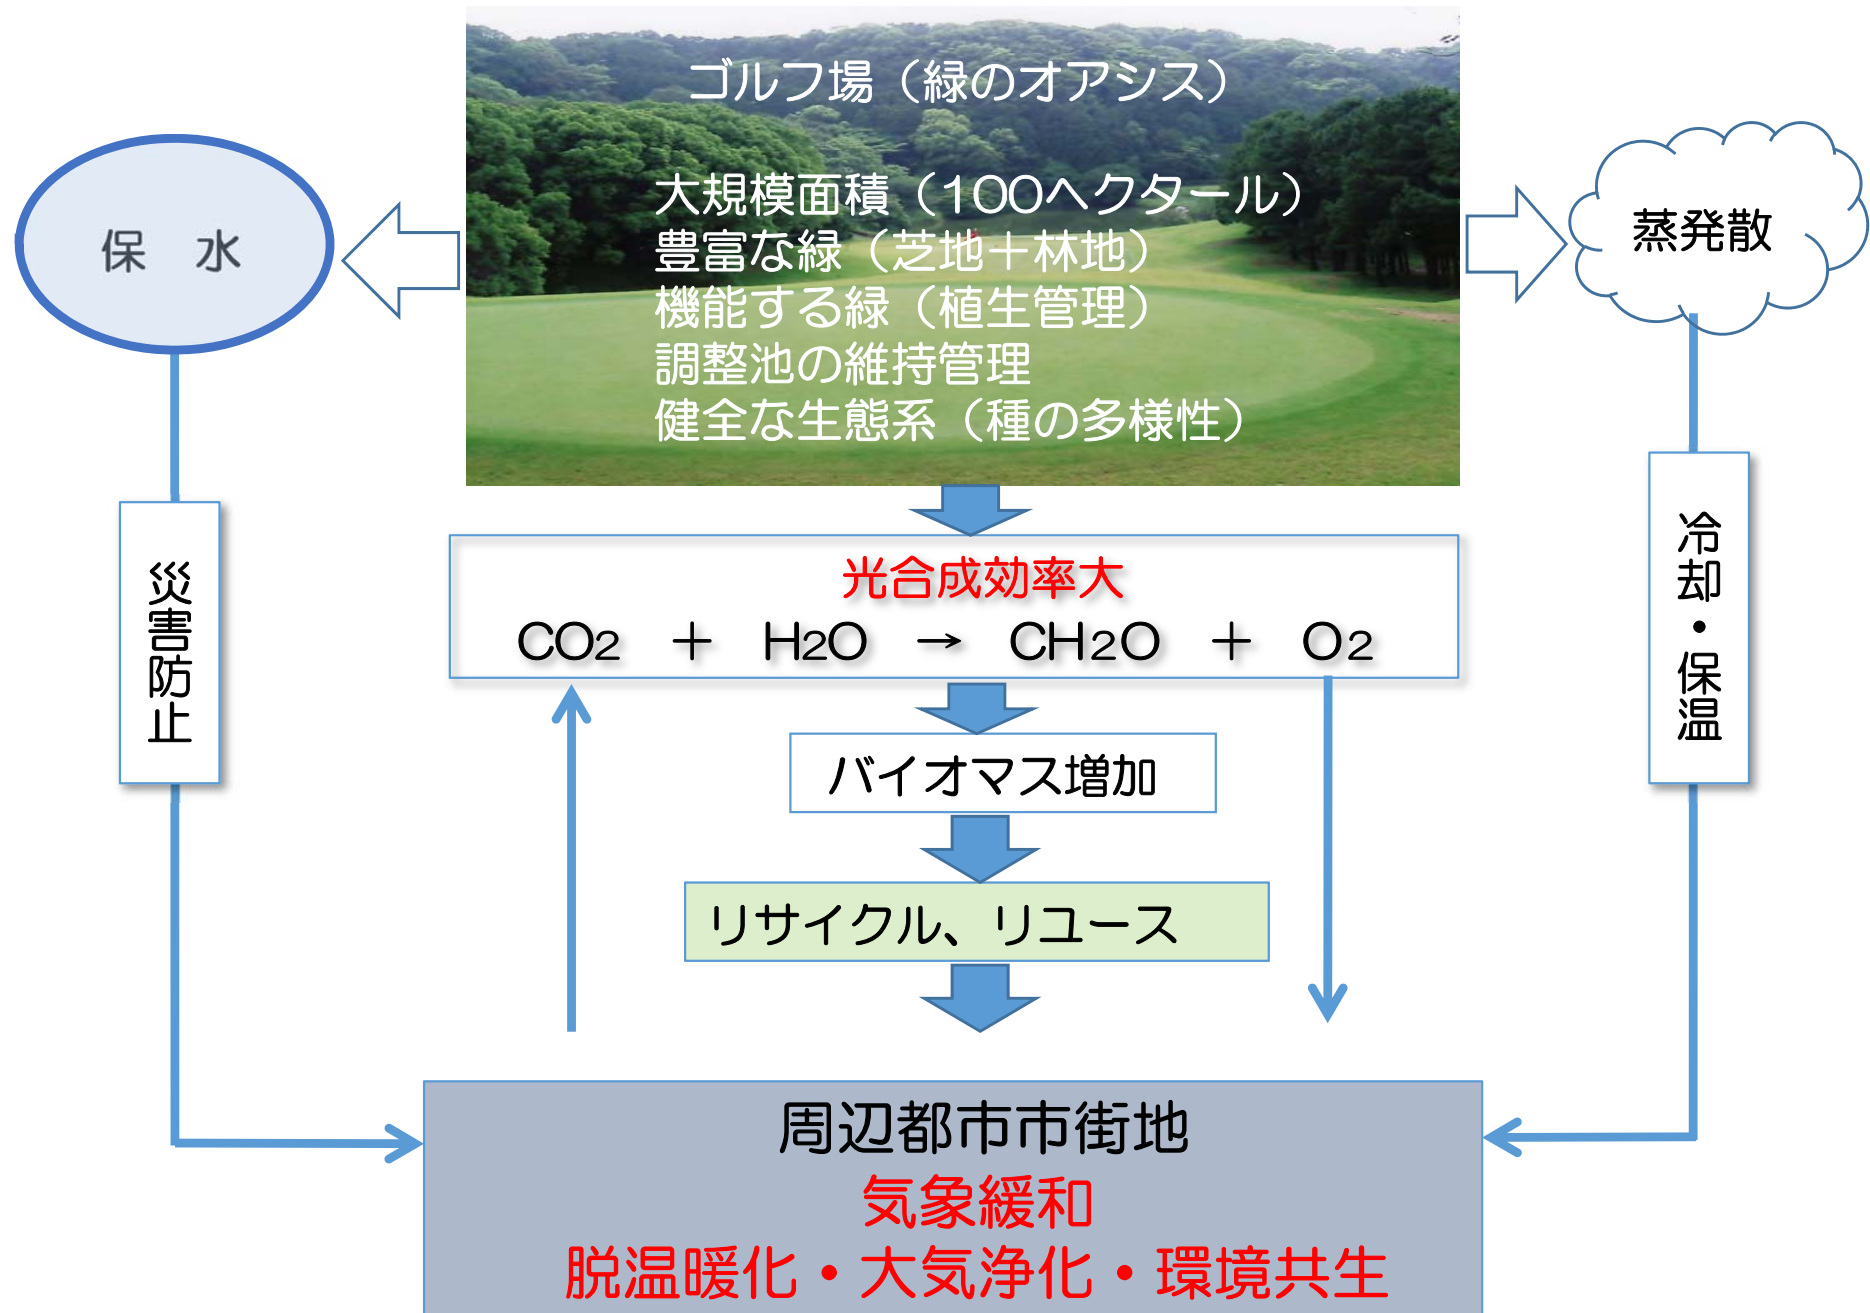 ゴルフ場（緑のオアシス）
大規模面積（100ヘクタール）
豊富な緑（芝地＋林地）
機能する緑（植生管理）
調整池の維持管理
健全な生態系（種の多様性）
保　水
蒸発散
災害防止
冷却・保温
光合成効率大
CO2　＋　H2O　→　CH2O　＋　O2
バイオマス増加
リサイクル、リユース
周辺都市市街地
気象緩和
脱温暖化・大気浄化・環境共生